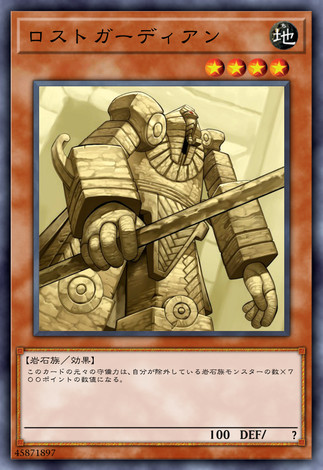 ロストガーディアン
地
【岩石族／効果】
このカードの元々の守備力は、自分が除外している岩石族モンスターの数×７
００ポイントの数値になる。
100 DEF/ ?
45871897